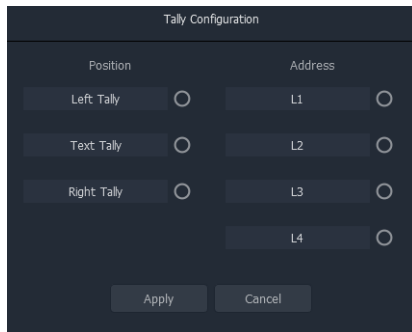 Tally Configuration
Position Address
Left Tally L1
Text Tally L2
Right Tally L3
L4
Apply Cancel